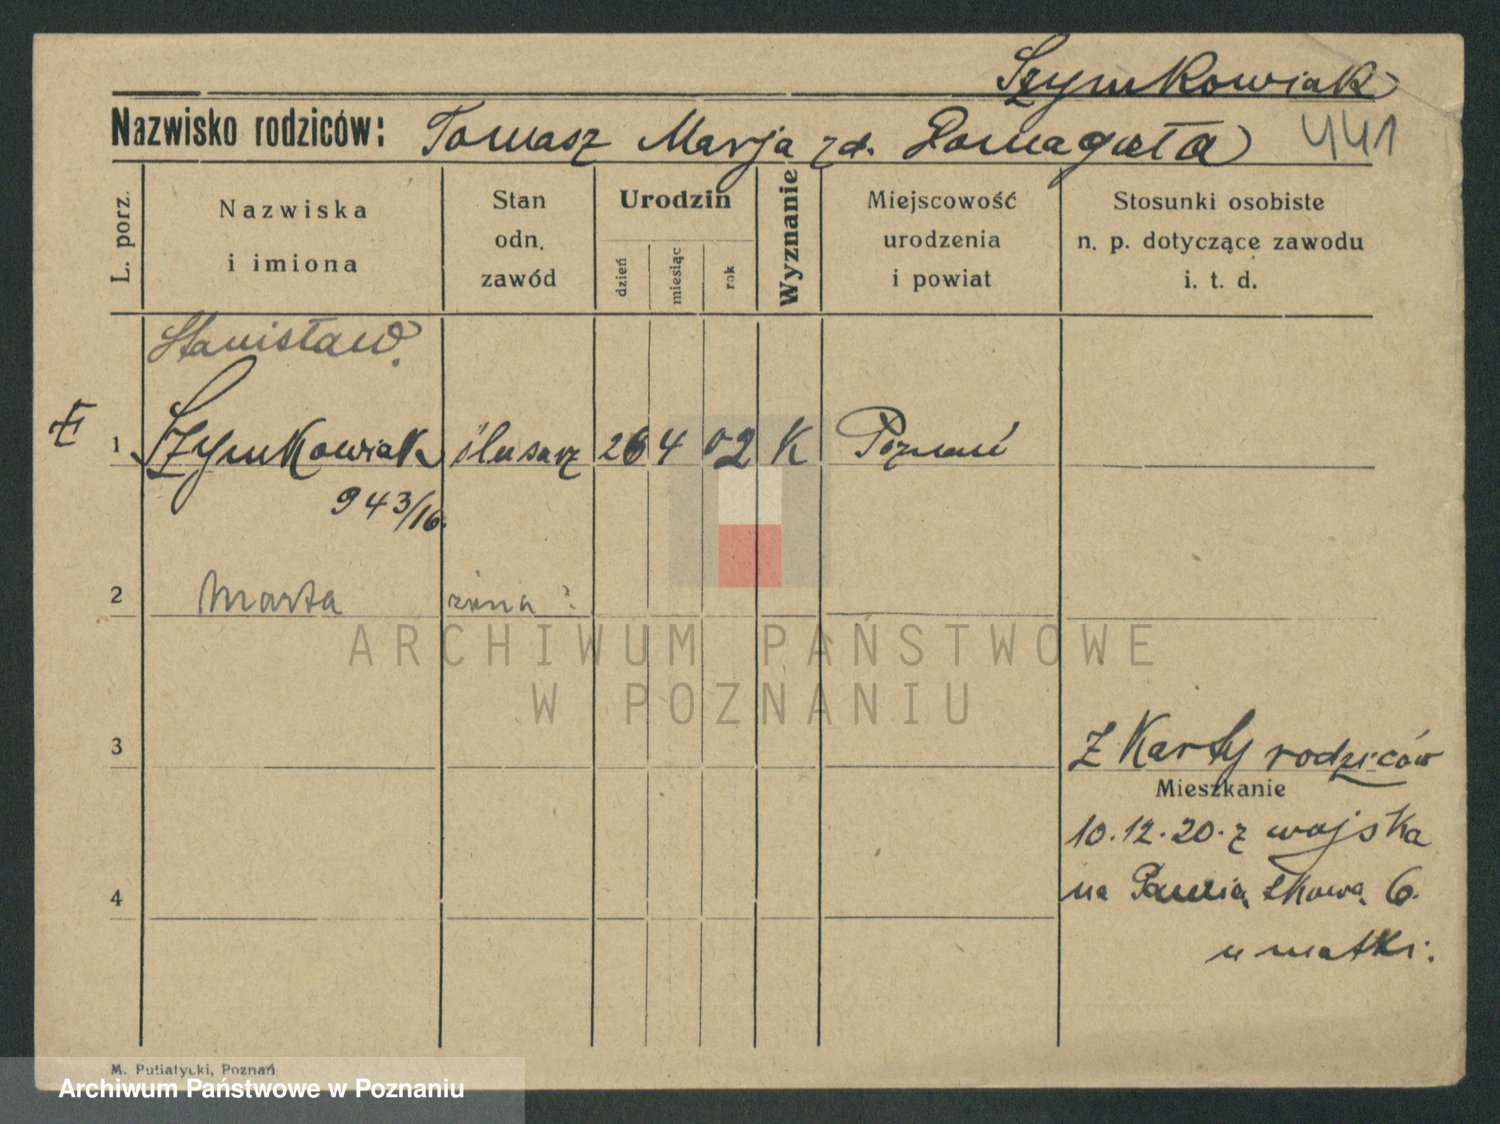 Szymkowiak
Nazwisko rodziców: Tomasz Marja zd. Pomaguła 441
L. porz.
Nazwiska
i imiona
Stan
odn.
zawód
Urodzin
dzień
miesiąc
rok
Wyznanie
Miejscowość
urodzenia
i powiat
Stosunki osobiste
n. p. dotyczące zawodu
i. t. d.
Stanisław.
1 Szymkowiak ślusarz 26 4 02 K Poznań
943/16.
2 Marta żona ?
ARCHIWUM PAŃSTWOWE
W POZNANIU
3
Z Karty rodziców
Mieszkanie
10.12.20. z wojska
na 6.
4
u matki.
M. Putiatycki, Poznań
Archiwum Państwowe w Poznaniu